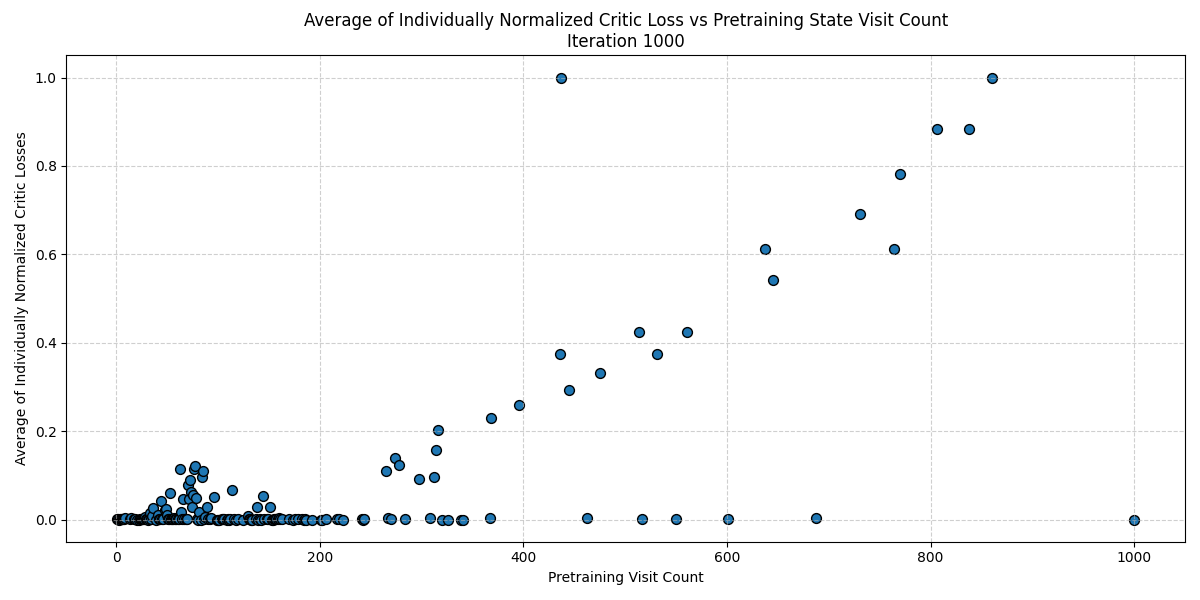 Average of Individually Normalized Critic Loss vs Pretraining State Visit Count
Iteration 1000
Average of Individually Normalized Critic Losses
1.0
0.8
0.6
0.4
0.2
0.0
0 200 400 600 800 1000
Pretraining Visit Count